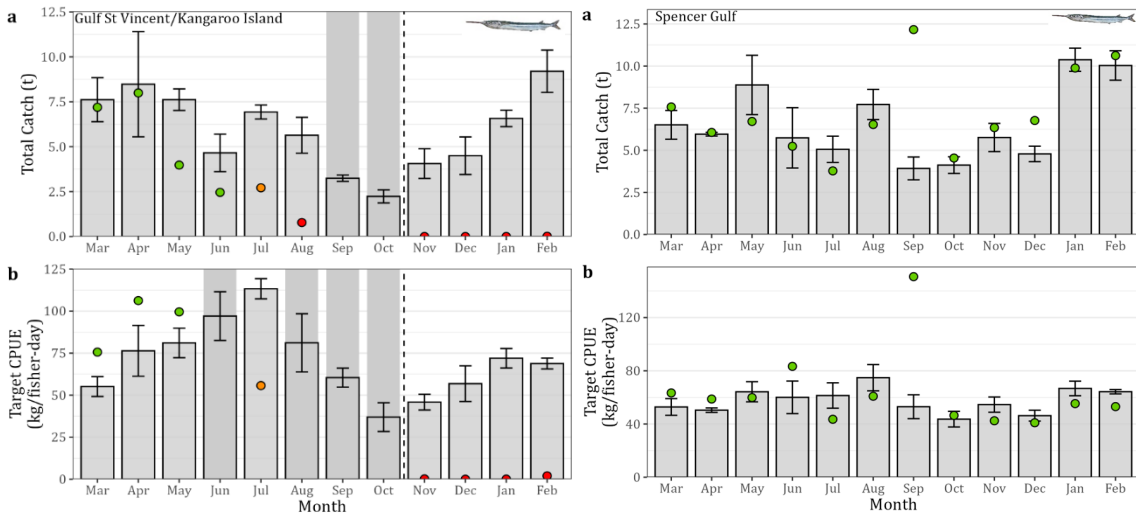 a Gulf St Vincent/Kangaroo Island
Total Catch (t)
12.5
10.0
7.5
5.0
2.5
0.0
Mar Apr May Jun Jul Aug Sep Oct Nov Dec Jan Feb
b
Target CPUE
(kg/fisher-day)
125
100
75
50
25
0
Mar Apr May Jun Jul Aug Sep Oct Nov Dec Jan Feb
Month
a Spencer Gulf
Total Catch (t)
12.5
10.0
7.5
5.0
2.5
0.0
Mar Apr May Jun Jul Aug Sep Oct Nov Dec Jan Feb
b
Target CPUE
(kg/fisher-day)
120
80
40
0
Mar Apr May Jun Jul Aug Sep Oct Nov Dec Jan Feb
Month